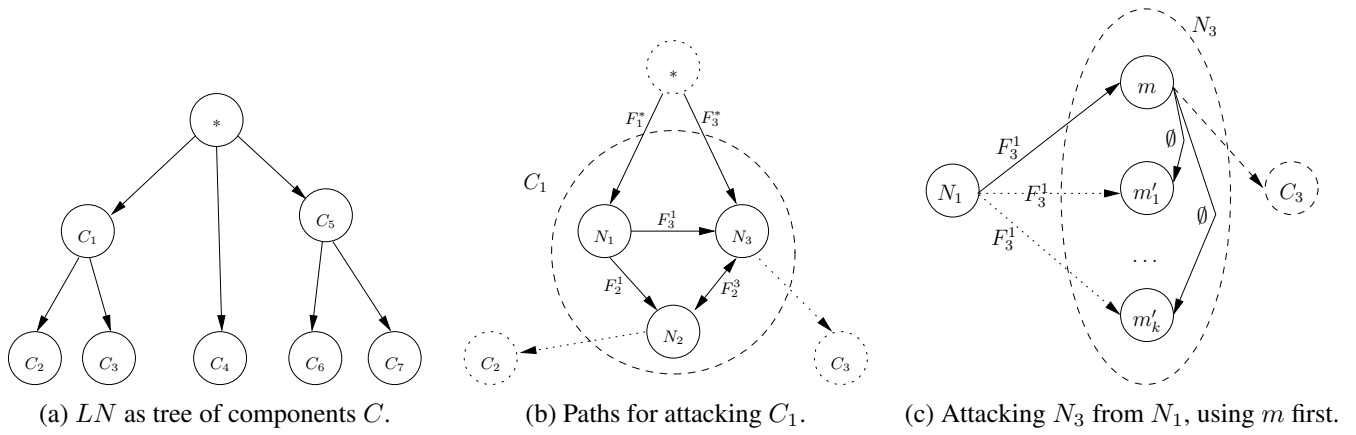 *
C₁
C₅
C₂
C₃
C₄
C₆
C₇
(a) LN as tree of components C.
*
F₁*
F₃*
C₁
N₁
F₃¹
N₃
F₂¹
F₂³
N₂
C₂
C₃
(b) Paths for attacking C₁.
N₃
m
F₃¹
∅
N₁
F₃¹
m′₁
C₃
∅
F₃¹
...
m′ₖ
(c) Attacking N₃ from N₁, using m first.